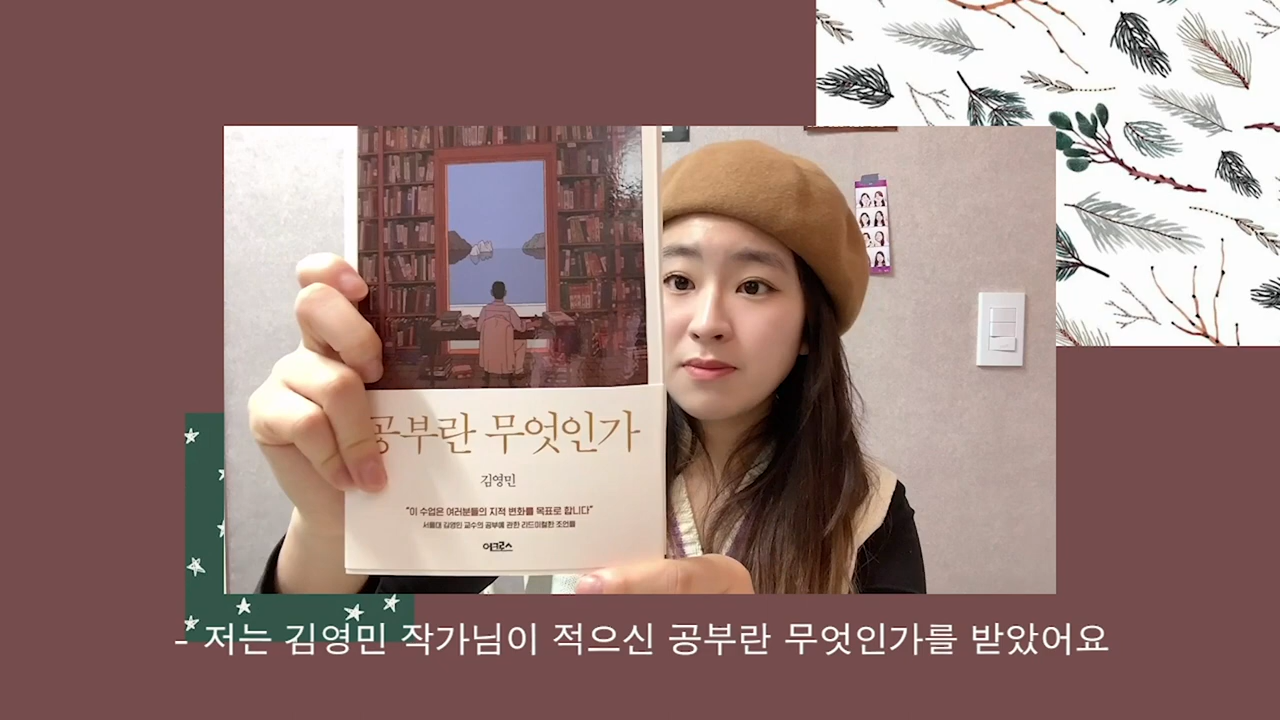 공부란 무엇인가
김영민
“이 수업은 여러분들의 지적 변화를 목표로 합니다”
서울대 김영민 교수의 공부에 관한 래디컬한 조언들
어크로스
- 저는 김영민 작가님이 적으신 공부란 무엇인가를 받았어요